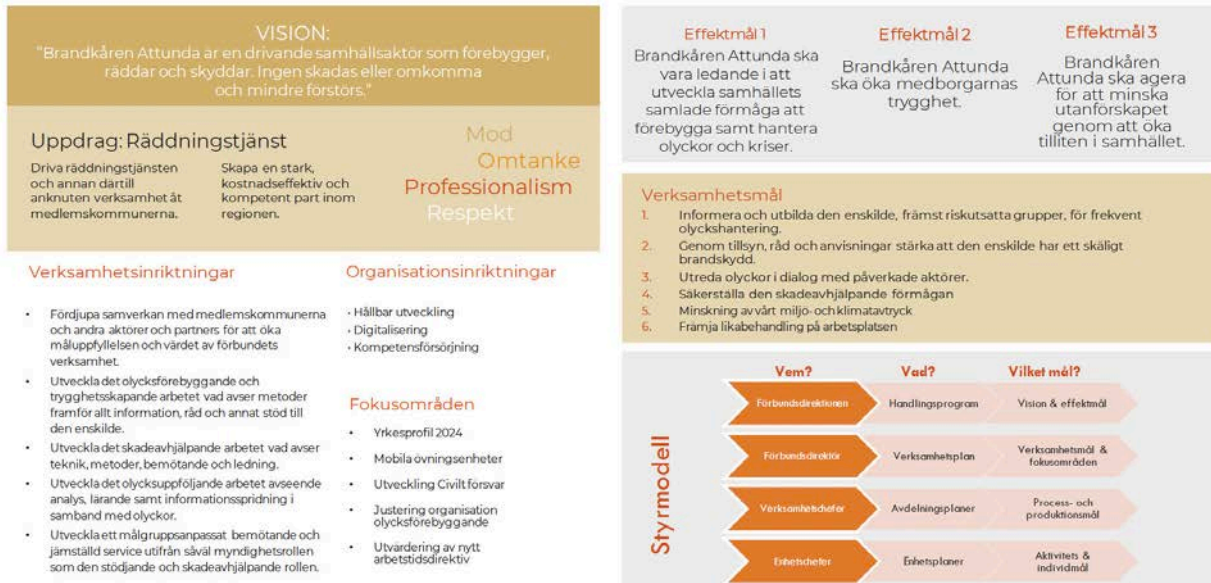 VISION:
"Brandkåren Attunda är en drivande samhällsaktör som förebygger,
räddar och skyddar. Ingen skadas eller omkomma
och mindre förstörs."
Uppdrag: Räddningstjänst
Driva räddningstjänsten
och annan därtill
anknuten verksamhet åt
medlemskommunerna.
Skapa en stark,
kostnadseffektiv och
kompetent part inom
regionen.
Mod
Omtanke
Professionalism
Respekt
Verksamhetsinriktningar
• Fördjupa samverkan med medlemskommunerna
och andra aktörer och partners för att öka
måluppfyllelsen och värdet av förbundets
verksamhet.
• Utveckla det olycksförebyggande och
trygghetsskapande arbetet vad avser metoder
framför allt information, råd och annat stöd till
den enskilde.
• Utveckla det skadeavhjälpande arbetet vad avser
teknik, metoder, bemötande och ledning.
• Utveckla det olycksuppföljande arbetet avseende
analys, lärande samt informationsspridning i
samband med olyckor.
• Utveckla ett målgruppsanpassat bemötande och
jämställd service utifrån såväl myndighetsrollen
som den stödjande och skadeavhjälpande rollen.
Organisationsinriktningar
• Hållbar utveckling
• Digitalisering
• Kompetensförsörjning
Fokusområden
• Yrkesprofil 2024
• Mobila övningsenheter
• Utveckling Civilt försvar
• Justering organisation
olycksförebyggande
• Utvärdering av nytt
arbetstidsdirektiv
Effektmål 1
Brandkåren Attunda ska
vara ledande i att
utveckla samhällets
samlade förmåga att
förebygga samt hantera
olyckor och kriser.
Effektmål 2
Brandkåren Attunda
ska öka medborgarnas
trygghet.
Effektmål 3
Brandkåren
Attunda ska agera
för att minska
utanförskapet
genom att öka
tilliten i samhället.
Verksamhetsmål
1. Informera och utbilda den enskilde, främst riskutsatta grupper, för frekvent
olyckshantering.
2. Genom tillsyn, råd och anvisningar stärka att den enskilde har ett skäligt
brandskydd.
3. Utreda olyckor i dialog med påverkade aktörer.
4. Säkerställa den skadeavhjälpande förmågan
5. Minskning av vårt miljö- och klimatavtryck
6. Främja likabehandling på arbetsplatsen
Styrmodell
Vem? Vad? Vilket mål?
Förbundsdirektionen Handlingsprogram Vision & effektmål
Förbundsdirektör Verksamhetsplan Verksamhetsmål &
fokusområden
Verksamhetschefer Avdelningsplaner Process- och
produktionsmål
Enhetschefer Enhetsplaner Aktivitets &
individmål